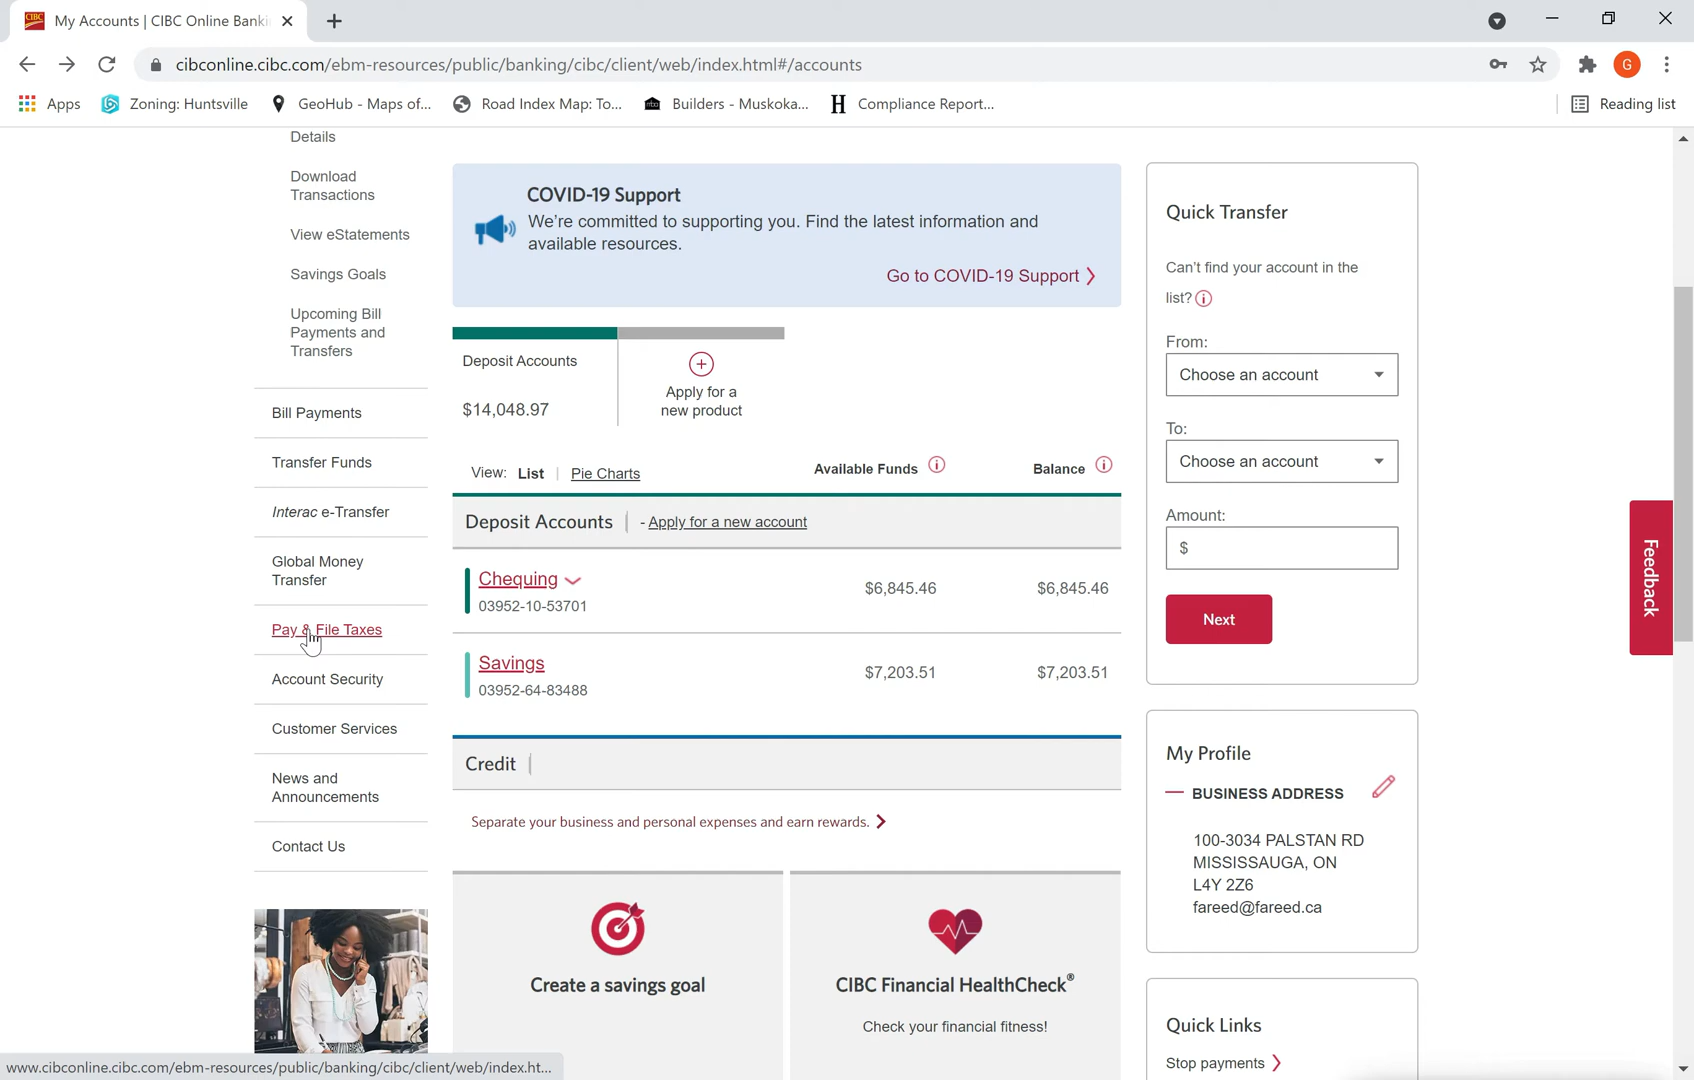 CIBC
My Accounts | CIBC Online Banki
cibconline.cibc.com/ebm-resources/public/banking/cibc/client/web/index.html#/accounts
G
Apps
Zoning: Huntsville
GeoHub - Maps of...
Road Index Map: To...
Builders - Muskoka...
H Compliance Report...
Reading list
Details
Download
Transactions
View eStatements
Savings Goals
Upcoming Bill
Payments and
Transfers
Bill Payments
Transfer Funds
Interac e-Transfer
Global Money
Transfer
Pay & File Taxes
Account Security
Customer Services
News and
Announcements
Contact Us
COVID-19 Support
We're committed to supporting you. Find the latest information and
available resources.
Go to COVID-19 Support
Deposit Accounts
$14,048.97
Apply for a
new product
View: List | Pie Charts
Available Funds
Balance
Deposit Accounts | - Apply for a new account
Chequing
03952-10-53701
$6,845.46
$6,845.46
Savings
03952-64-83488
$7,203.51
$7,203.51
Credit |
Separate your business and personal expenses and earn rewards.
Create a savings goal
CIBC Financial HealthCheck®
Check your financial fitness!
Quick Transfer
Can't find your account in the
list?
From:
Choose an account
To:
Choose an account
Amount:
$
Next
My Profile
BUSINESS ADDRESS
100-3034 PALSTAN RD
MISSISSAUGA, ON
L4Y 2Z6
fareed@fareed.ca
Quick Links
Stop payments
Feedback
www.cibconline.cibc.com/ebm-resources/public/banking/cibc/client/web/index.ht...